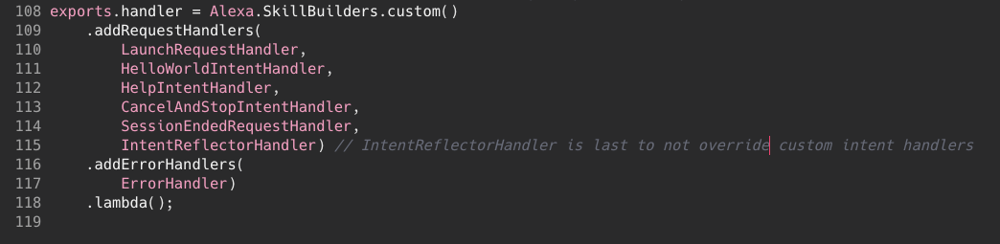 108 exports.handler = Alexa.SkillBuilders.custom()
109     .addRequestHandlers(
110         LaunchRequestHandler,
111         HelloWorldIntentHandler,
112         HelpIntentHandler,
113         CancelAndStopIntentHandler,
114         SessionEndedRequestHandler,
115         IntentReflectorHandler) // IntentReflectorHandler is last to not override custom intent handlers
116     .addErrorHandlers(
117         ErrorHandler)
118     .lambda();
119